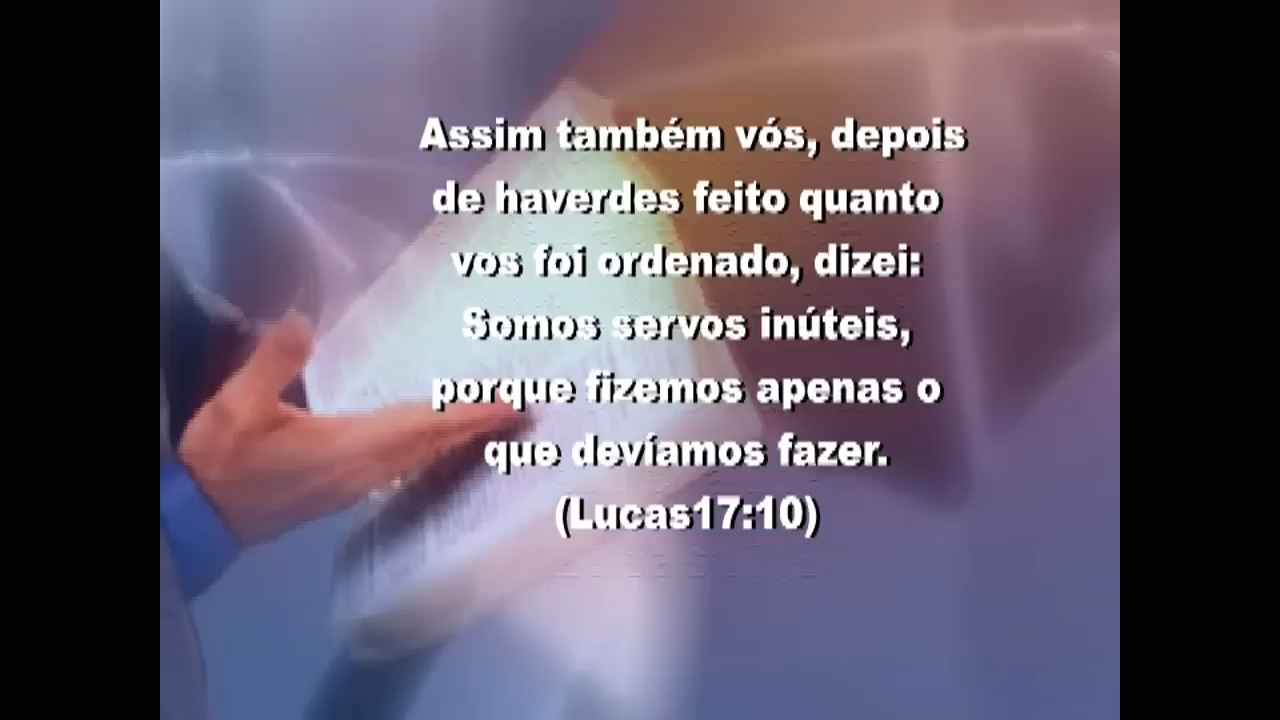 Assim também vós, depois
de haverdes feito quanto
vos foi ordenado, dizei:
Somos servos inúteis,
porque fizemos apenas o
que devíamos fazer.
(Lucas17:10)